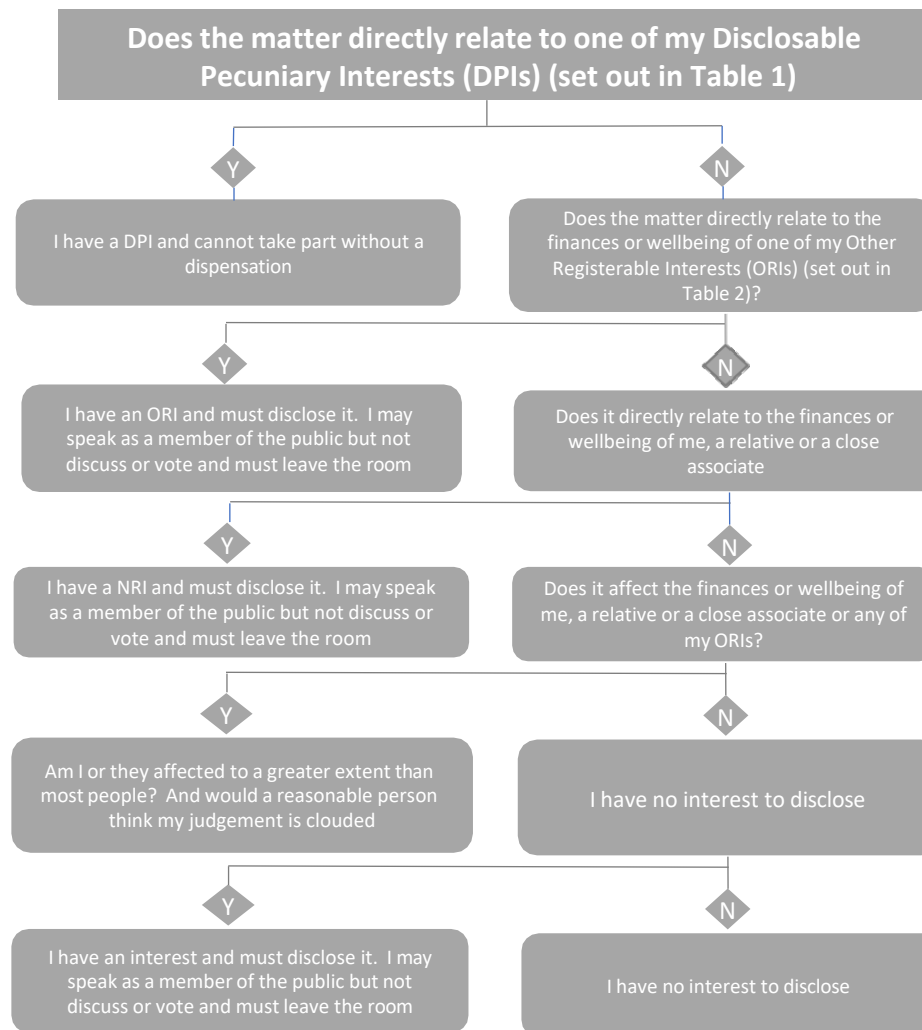 Does the matter directly relate to one of my Disclosable
Pecuniary Interests (DPIs) (set out in Table 1)
Y
N
I have a DPI and cannot take part without a
dispensation
Does the matter directly relate to the
finances or wellbeing of one of my Other
Registerable Interests (ORIs) (set out in
Table 2)?
Y
N
I have an ORI and must disclose it. I may
speak as a member of the public but not
discuss or vote and must leave the room
Does it directly relate to the finances or
wellbeing of me, a relative or a close
associate
Y
N
I have a NRI and must disclose it. I may speak
as a member of the public but not discuss or
vote and must leave the room
Does it affect the finances or wellbeing of
me, a relative or a close associate or any of
my ORIs?
Y
N
Am I or they affected to a greater extent than
most people? And would a reasonable person
think my judgement is clouded
I have no interest to disclose
Y
N
I have an interest and must disclose it. I may
speak as a member of the public but not
discuss or vote and must leave the room
I have no interest to disclose